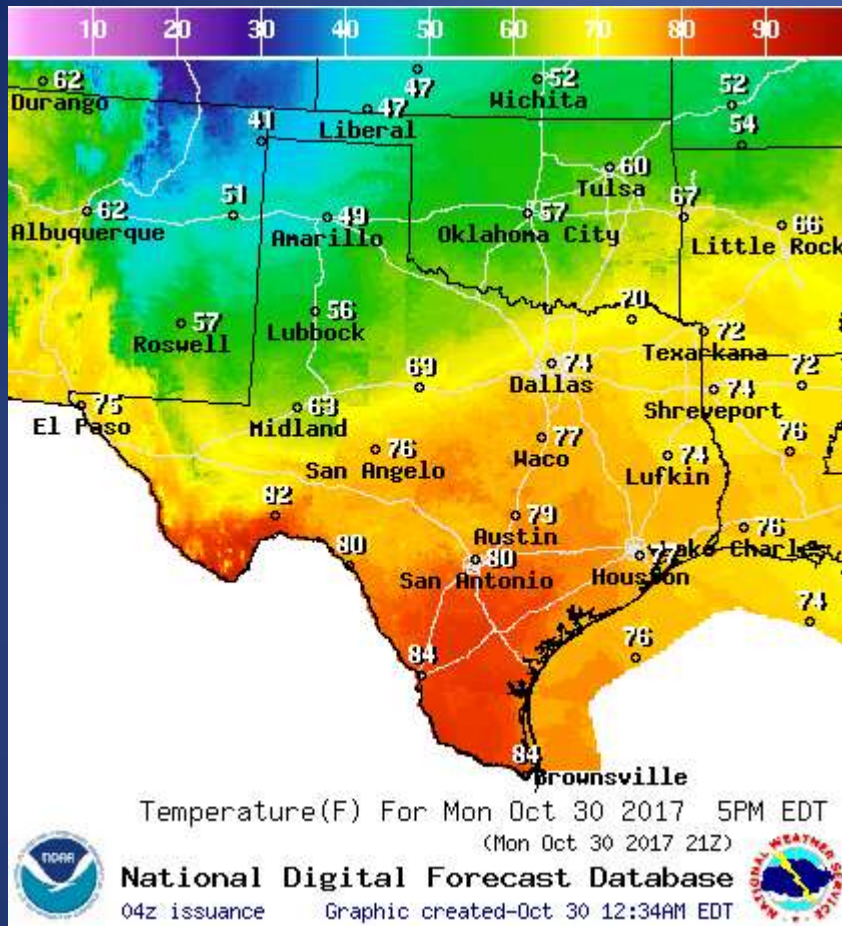 10 20 30 40 50 60 70 80 90
62
Durango
47
52
Wichita
52
47
Liberal
41
54
60
Tulsa
62
Albuquerque
51
49
Amarillo
57
Oklahoma City
67
66
Little Rock
57
Roswell
56
Lubbock
70
72
Texarkana
69
74
Dallas
72
74
Shreveport
75
El Paso
63
Midland
76
San Angelo
77
Waco
74
Lufkin
76
82
79
Austin
76
Lake Charles
80
80
San Antonio
77
Houston
74
84
76
84
Brownsville
Temperature(F) For Mon Oct 30 2017 5PM EDT
(Mon Oct 30 2017 21Z)
National Digital Forecast Database
04z issuance Graphic created-Oct 30 12:34AM EDT
NOAA
NATIONAL WEATHER SERVICE